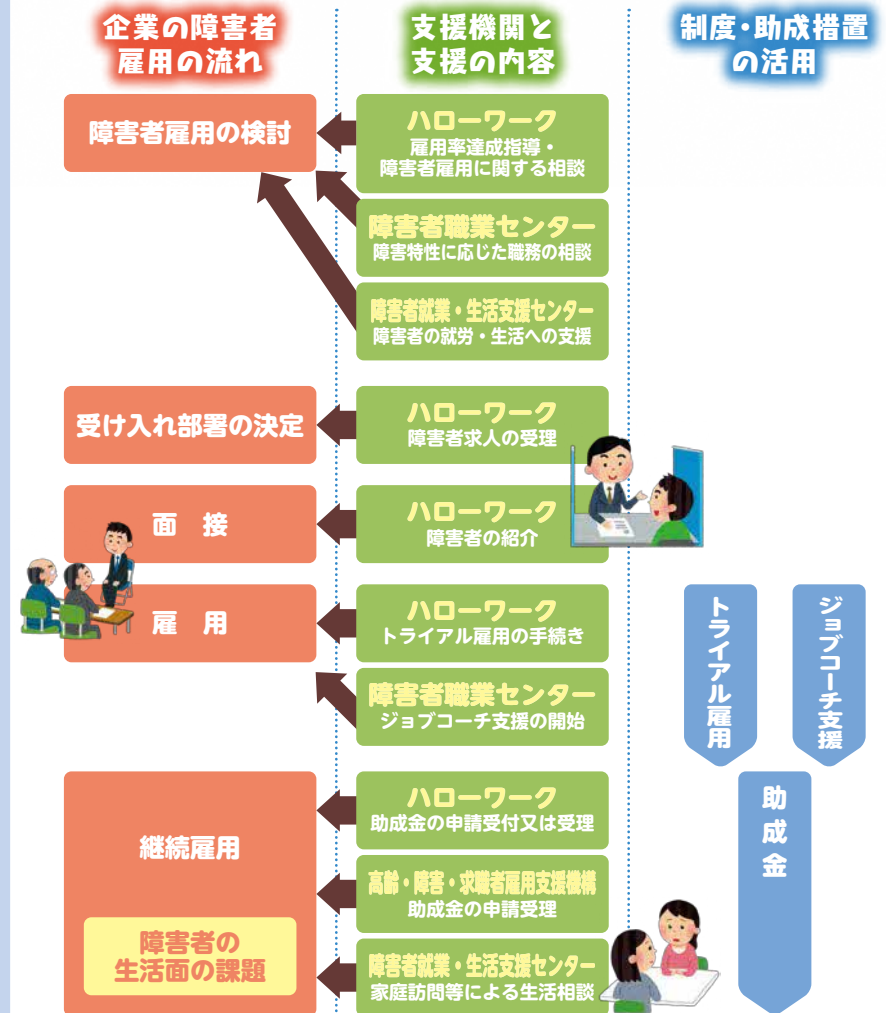 企業の障害者
雇用の流れ
支援機関と
支援の内容
制度・助成措置
の活用
障害者雇用の検討
ハローワーク
雇用率達成指導・
障害者雇用に関する相談
障害者職業センター
障害特性に応じた職務の相談
障害者就業・生活支援センター
障害者の就労・生活への支援
受け入れ部署の決定
ハローワーク
障害者求人の受理
面 接
ハローワーク
障害者の紹介
雇 用
ハローワーク
トライアル雇用の手続き
障害者職業センター
ジョブコーチ支援の開始
トライアル雇用
ジョブコーチ支援
継続雇用
障害者の
生活面の課題
ハローワーク
助成金の申請受付又は受理
高齢・障害・求職者雇用支援機構
助成金の申請受理
障害者就業・生活支援センター
家庭訪問等による生活相談
助成金